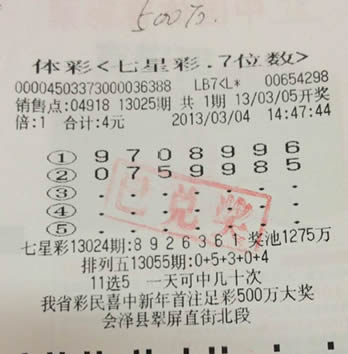 500万.
体彩<七星彩.7位数>
00004503373000036388 LB7<L* 00654298
销售点:04918 13025期 共1期 13/03/05开奖
倍:1 合计:4元 2013/03/04 14:47:44
① 9 7 0 8 9 9 6
② 0 7 5 9 9 8 5
③ - - - - - - -
④ - - - - - - -
⑤ - - - - - - -
已兑奖
七星彩13024期:8 9 2 6 3 6 1 奖池1275万
排列五13055期:0+5+3+0+4
11选5 一天可中几十次
我省彩民喜中新年首注足彩500万大奖
会泽县翠屏直街北段